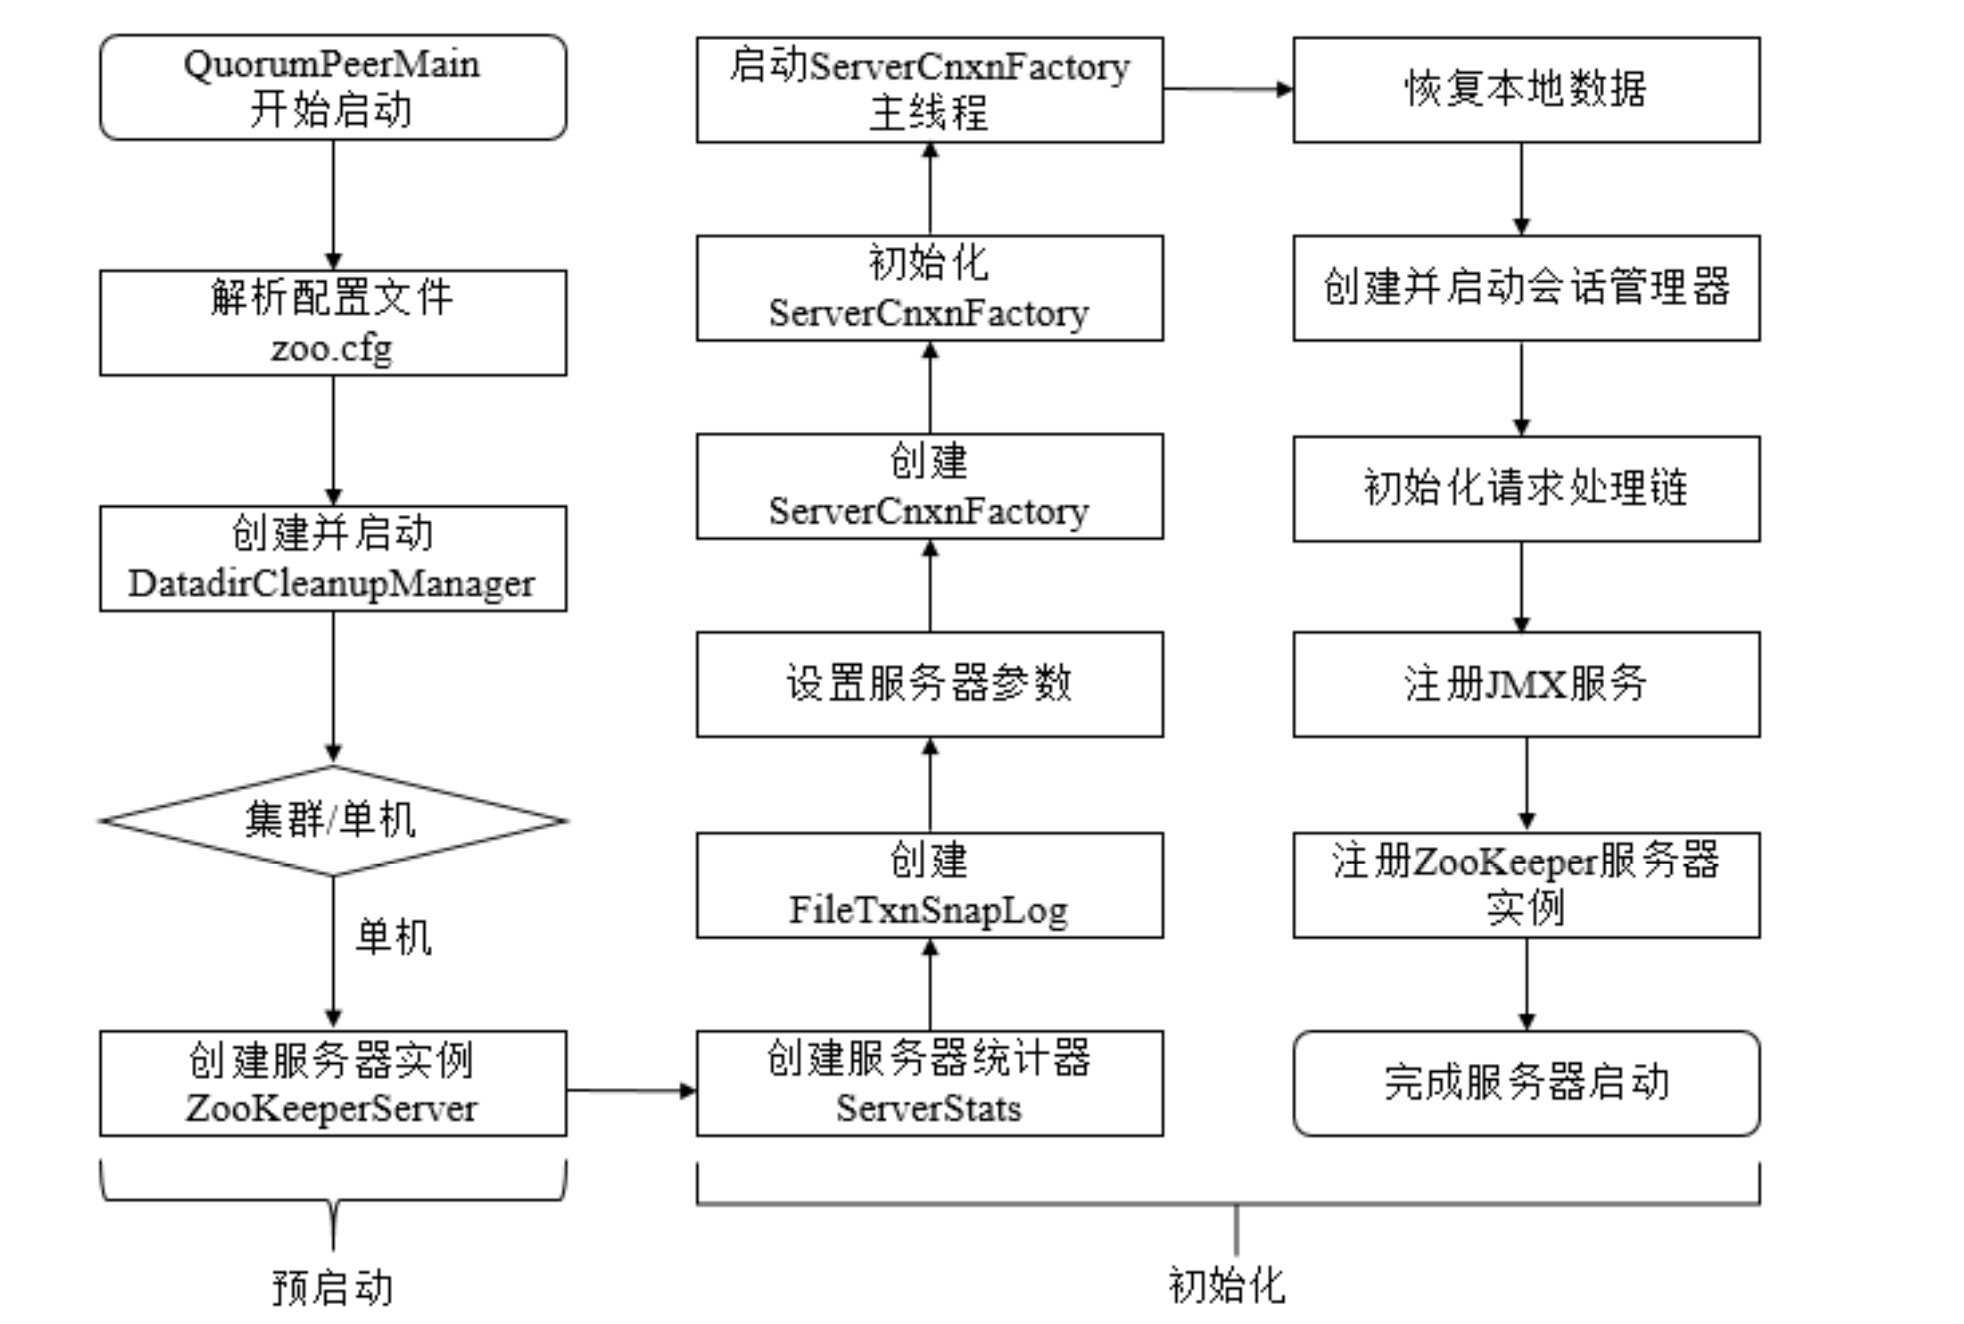 QuorumPeerMain
开始启动
解析配置文件
zoo.cfg
创建并启动
DatadirCleanupManager
集群/单机
单机
创建服务器实例
ZooKeeperServer
预启动
启动ServerCnxnFactory
主线程
初始化
ServerCnxnFactory
创建
ServerCnxnFactory
设置服务器参数
创建
FileTxnSnapLog
创建服务器统计器
ServerStats
恢复本地数据
创建并启动会话管理器
初始化请求处理链
注册JMX服务
注册ZooKeeper服务器
实例
完成服务器启动
初始化